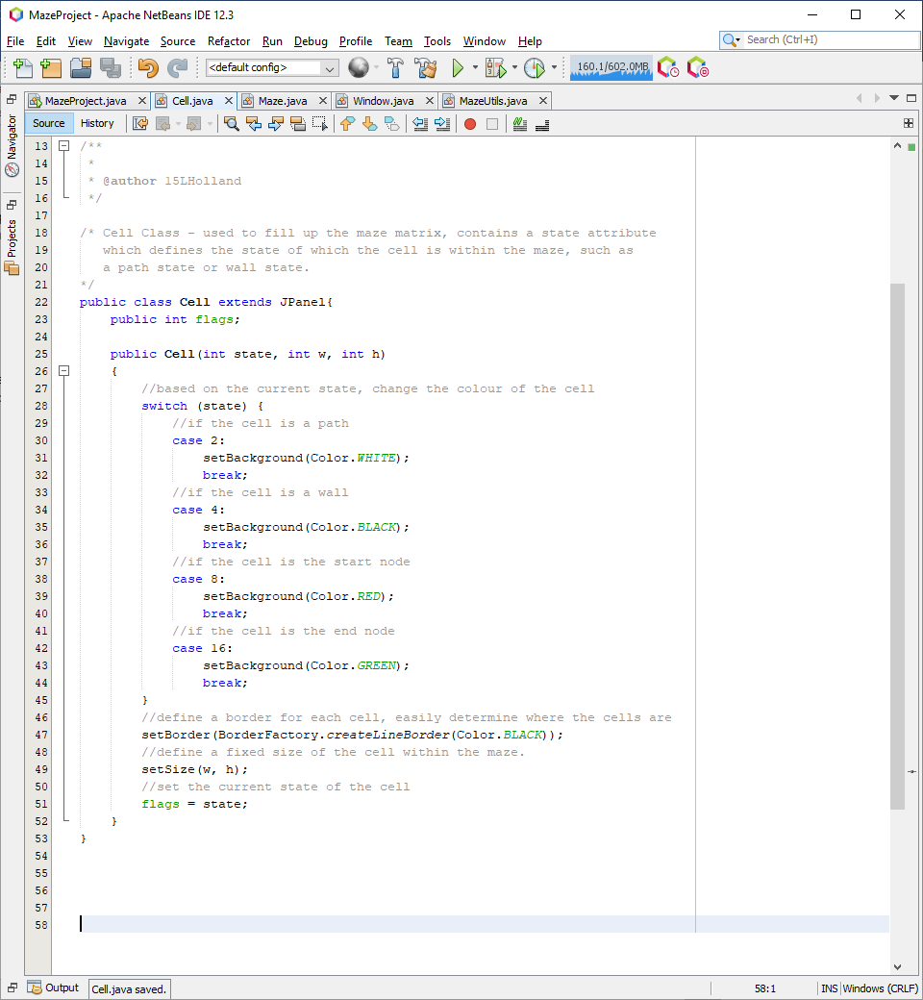 MazeProject - Apache NetBeans IDE 12.3
File Edit View Navigate Source Refactor Run Debug Profile Team Tools Window Help
Search (Ctrl+I)
<default config>
160.1/602.0MB
MazeProject.java Cell.java Maze.java Window.java MazeUtils.java
Source History
Navigator
Projects
13 /**
14  *
15  * @author 15LHolland
16  */
17
18 /* Cell Class - used to fill up the maze matrix, contains a state attribute
19    which defines the state of which the cell is within the maze, such as
20    a path state or wall state.
21 */
22 public class Cell extends JPanel{
23     public int flags;
24
25     public Cell(int state, int w, int h)
26     {
27         //based on the current state, change the colour of the cell
28         switch (state) {
29             //if the cell is a path
30             case 2:
31                 setBackground(Color.WHITE);
32                 break;
33             //if the cell is a wall
34             case 4:
35                 setBackground(Color.BLACK);
36                 break;
37             //if the cell is the start node
38             case 8:
39                 setBackground(Color.RED);
40                 break;
41             //if the cell is the end node
42             case 16:
43                 setBackground(Color.GREEN);
44                 break;
45         }
46         //define a border for each cell, easily determine where the cells are
47         setBorder(BorderFactory.createLineBorder(Color.BLACK));
48         //define a fixed size of the cell within the maze.
49         setSize(w, h);
50         //set the current state of the cell
51         flags = state;
52     }
53 }
54
55
56
57
58
Output Cell.java saved. 58:1 INS Windows (CRLF)